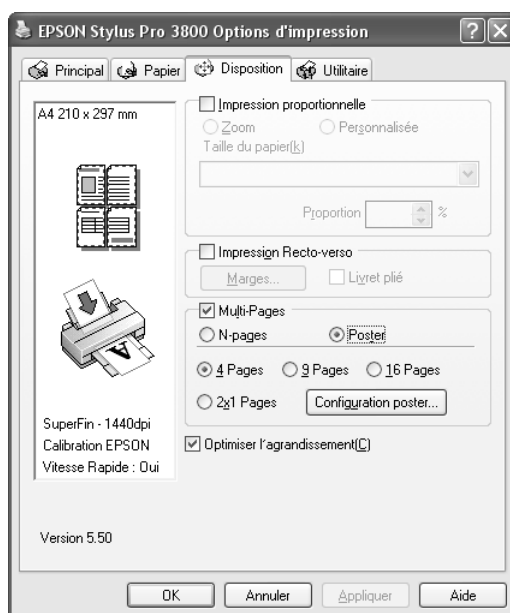 EPSON Stylus Pro 3800 Options d'impression
Principal Papier Disposition Utilitaire
A4 210 x 297 mm
SuperFin - 1440dpi
Calibration EPSON
Vitesse Rapide : Oui
Version 5.50
Impression proportionnelle
Zoom Personnalisée
Taille du papier(k)
Proportion %
Impression Recto-verso
Marges... Livret plié
Multi-Pages
N-pages Poster
4 Pages 9 Pages 16 Pages
2x1 Pages Configuration poster...
Optimiser l'agrandissement(C)
OK Annuler Appliquer Aide